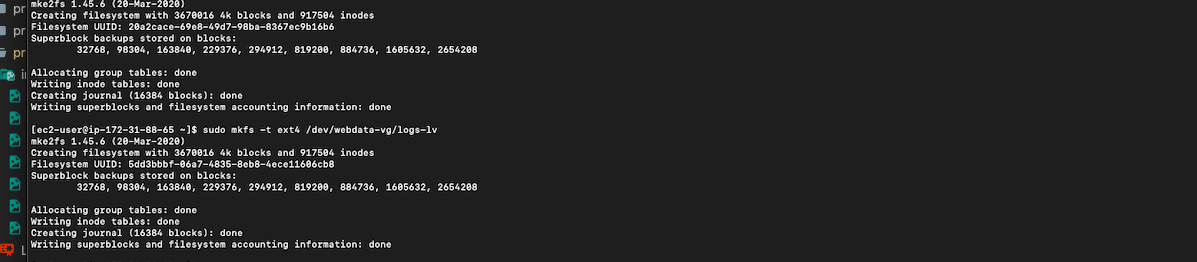 pr
pr
pr
mke2fs 1.45.6 (20-Mar-2020)
Creating filesystem with 3670016 4k blocks and 917504 inodes
Filesystem UUID: 20a2cace-69e8-49d7-98ba-8367ec9b16b6
Superblock backups stored on blocks:
32768, 98304, 163840, 229376, 294912, 819200, 884736, 1605632, 2654208
Allocating group tables: done
Writing inode tables: done
Creating journal (16384 blocks): done
Writing superblocks and filesystem accounting information: done
[ec2-user@ip-172-31-88-65 ~]$ sudo mkfs -t ext4 /dev/webdata-vg/logs-lv
mke2fs 1.45.6 (20-Mar-2020)
Creating filesystem with 3670016 4k blocks and 917504 inodes
Filesystem UUID: 5dd3bbbf-06a7-4835-8eb8-4ece11606cb8
Superblock backups stored on blocks:
32768, 98304, 163840, 229376, 294912, 819200, 884736, 1605632, 2654208
Allocating group tables: done
Writing inode tables: done
Creating journal (16384 blocks): done
Writing superblocks and filesystem accounting information: done